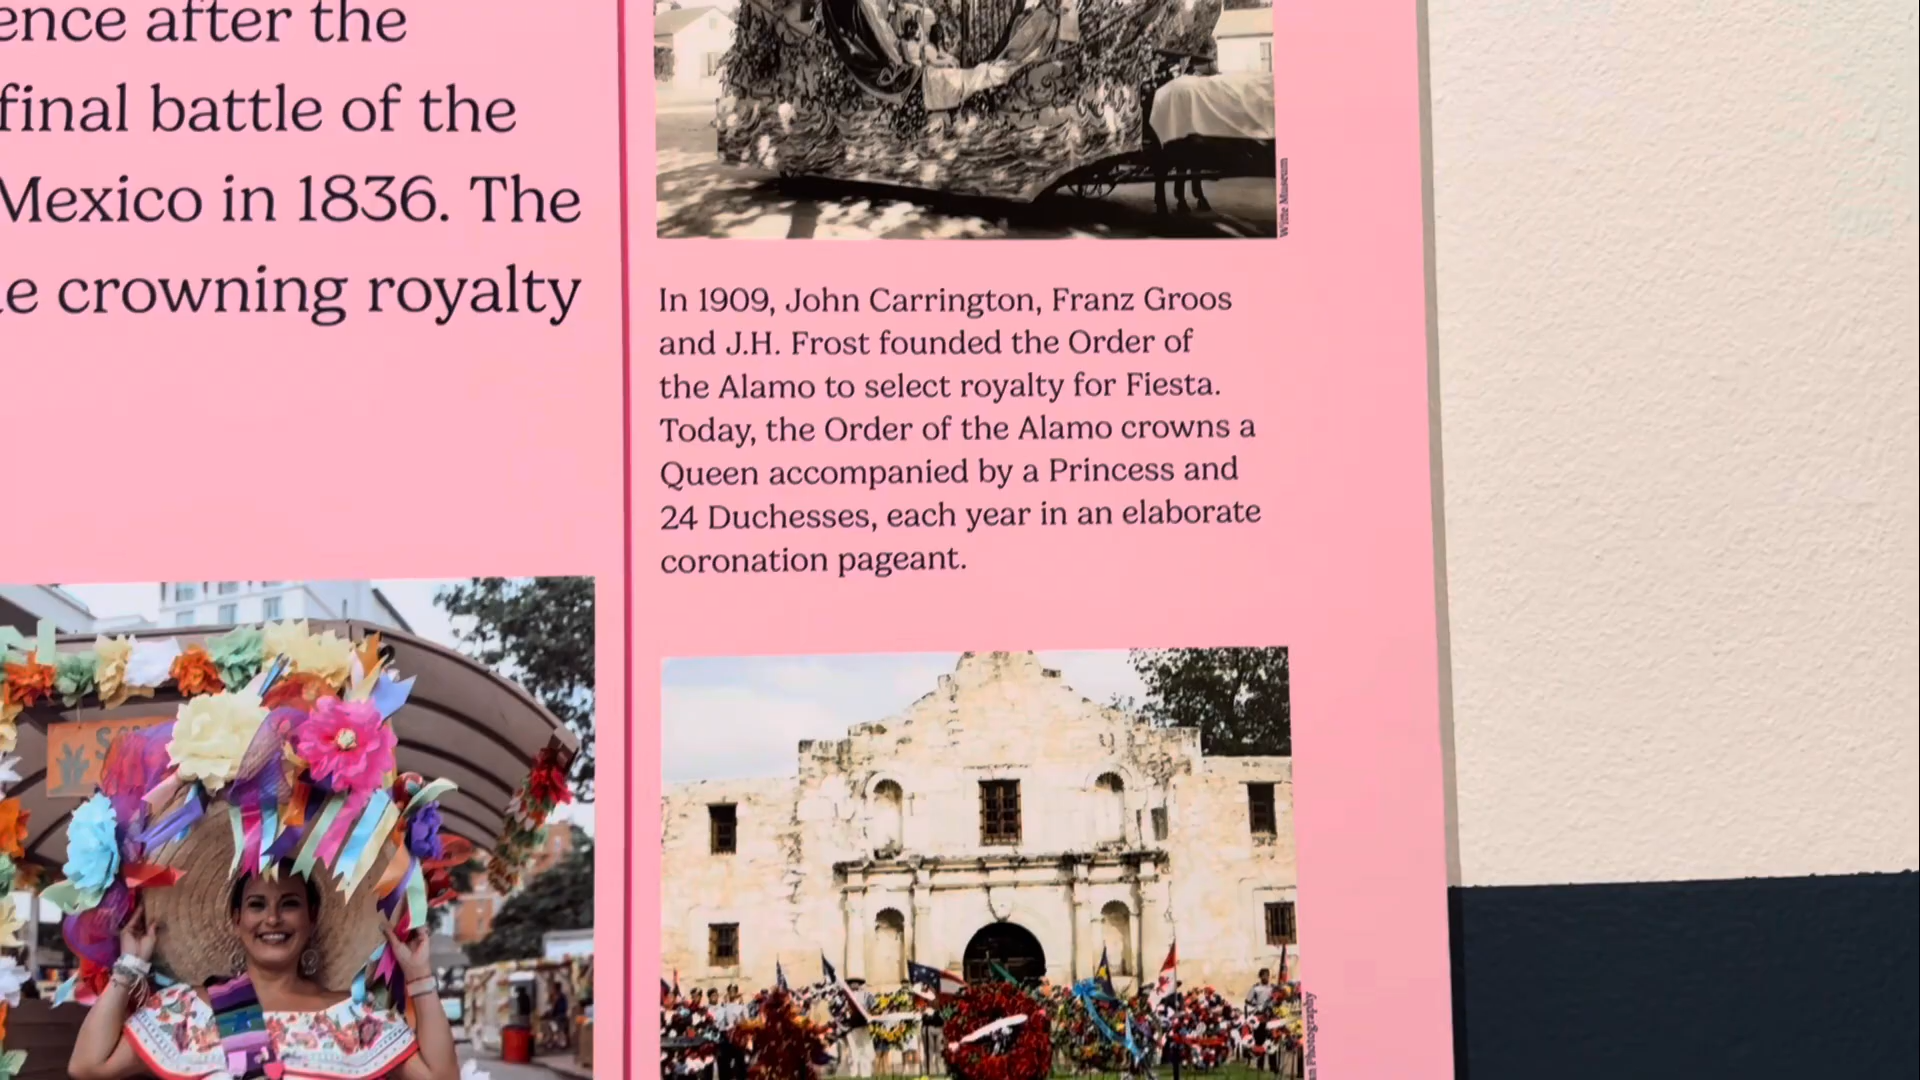 ence after the
final battle of the
Mexico in 1836. The
e crowning royalty
Witte Museum
In 1909, John Carrington, Franz Groos
and J.H. Frost founded the Order of
the Alamo to select royalty for Fiesta.
Today, the Order of the Alamo crowns a
Queen accompanied by a Princess and
24 Duchesses, each year in an elaborate
coronation pageant.
Photography